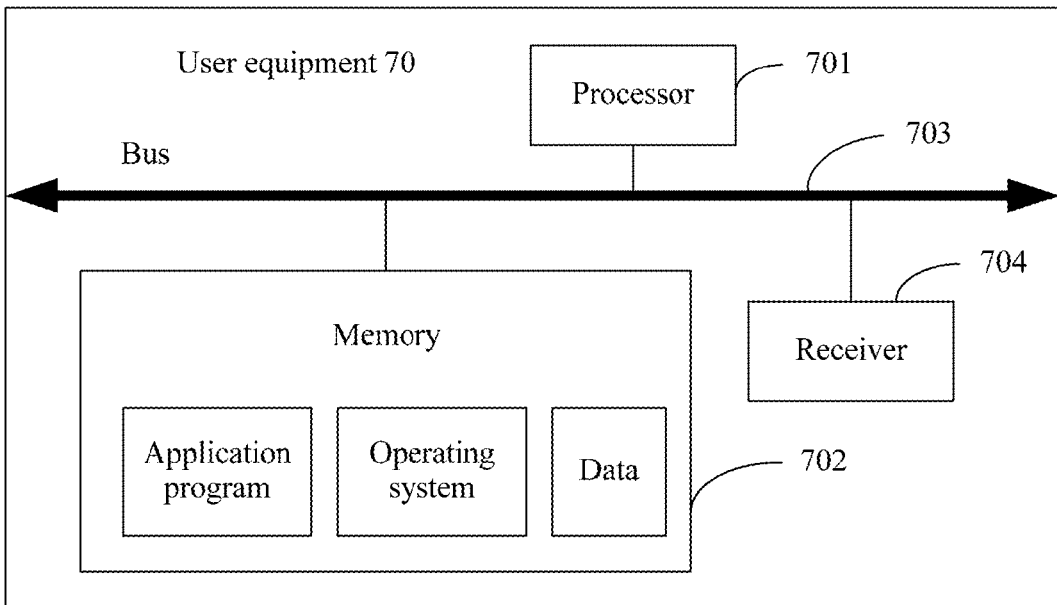 User equipment 70
701
Processor
703
Bus
704
Memory
Receiver
Application
program
Operating
system
Data
702